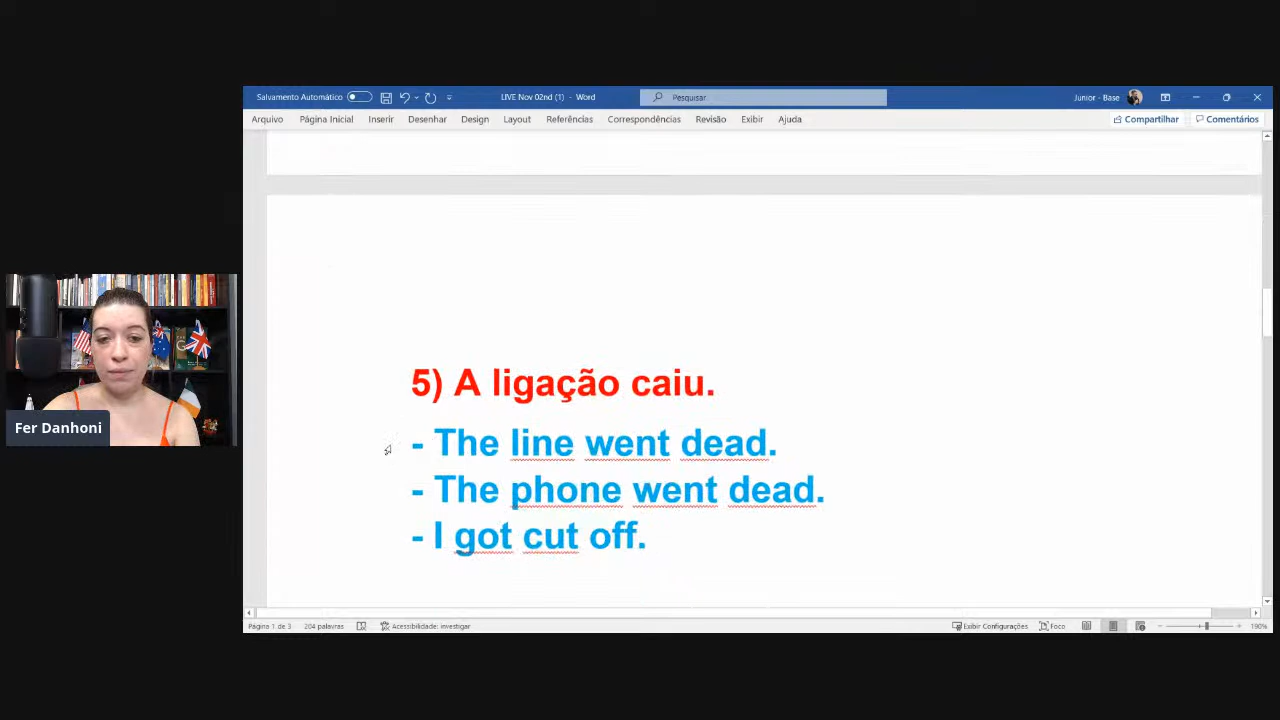 Salvamento Automático
LIVE Nov 02nd (1) - Word
Pesquisar
Junior - Base
Arquivo Página Inicial Inserir Desenhar Design Layout Referências Correspondências Revisão Exibir Ajuda
Compartilhar Comentários
5) A ligação caiu.
- The line went dead.
- The phone went dead.
- I got cut off.
Fer Danhoni
Página 1 de 3 204 palavras Acessibilidade: investigar
Exibir Configurações Foco 190%